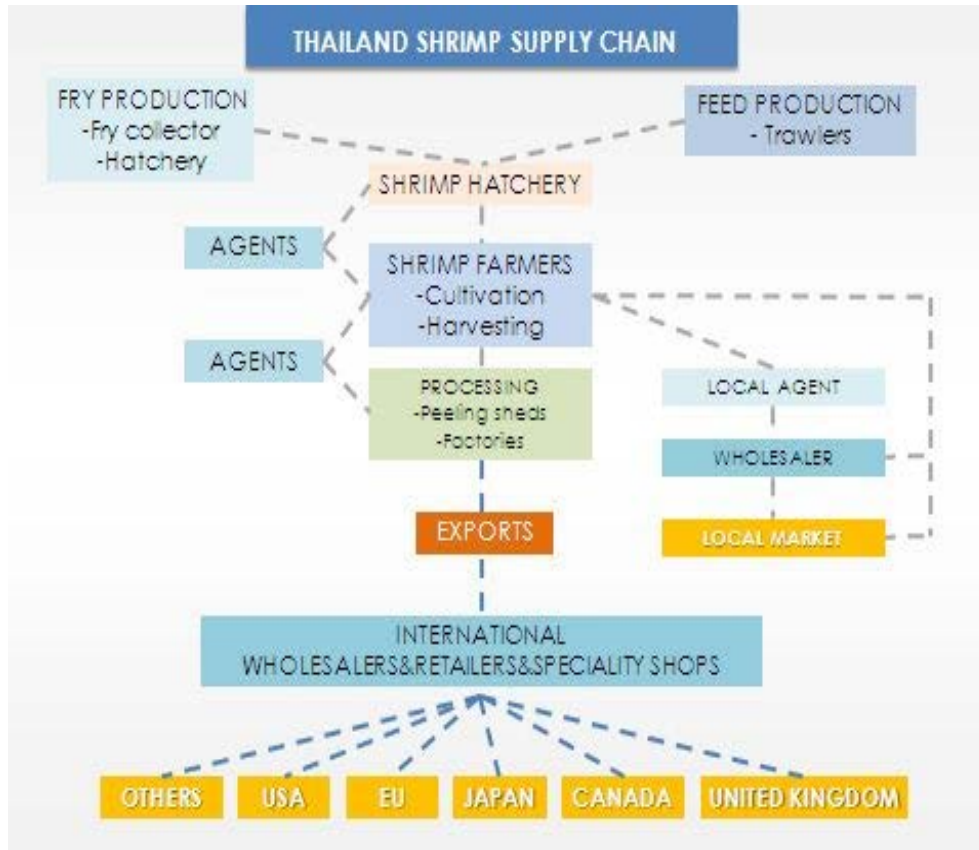 THAILAND SHRIMP SUPPLY CHAIN
FRY PRODUCTION
-Fry collector
-Hatchery
FEED PRODUCTION
- Trawlers
SHRIMP HATCHERY
AGENTS
SHRIMP FARMERS
-Cultivation
-Harvesting
AGENTS
PROCESSING
-Peeling sheds
-Factories
LOCAL AGENT
WHOLESALER
LOCAL MARKET
EXPORTS
INTERNATIONAL
WHOLESALERS&RETAILERS&SPECIALITY SHOPS
OTHERS
USA
EU
JAPAN
CANADA
UNITED KINGDOM